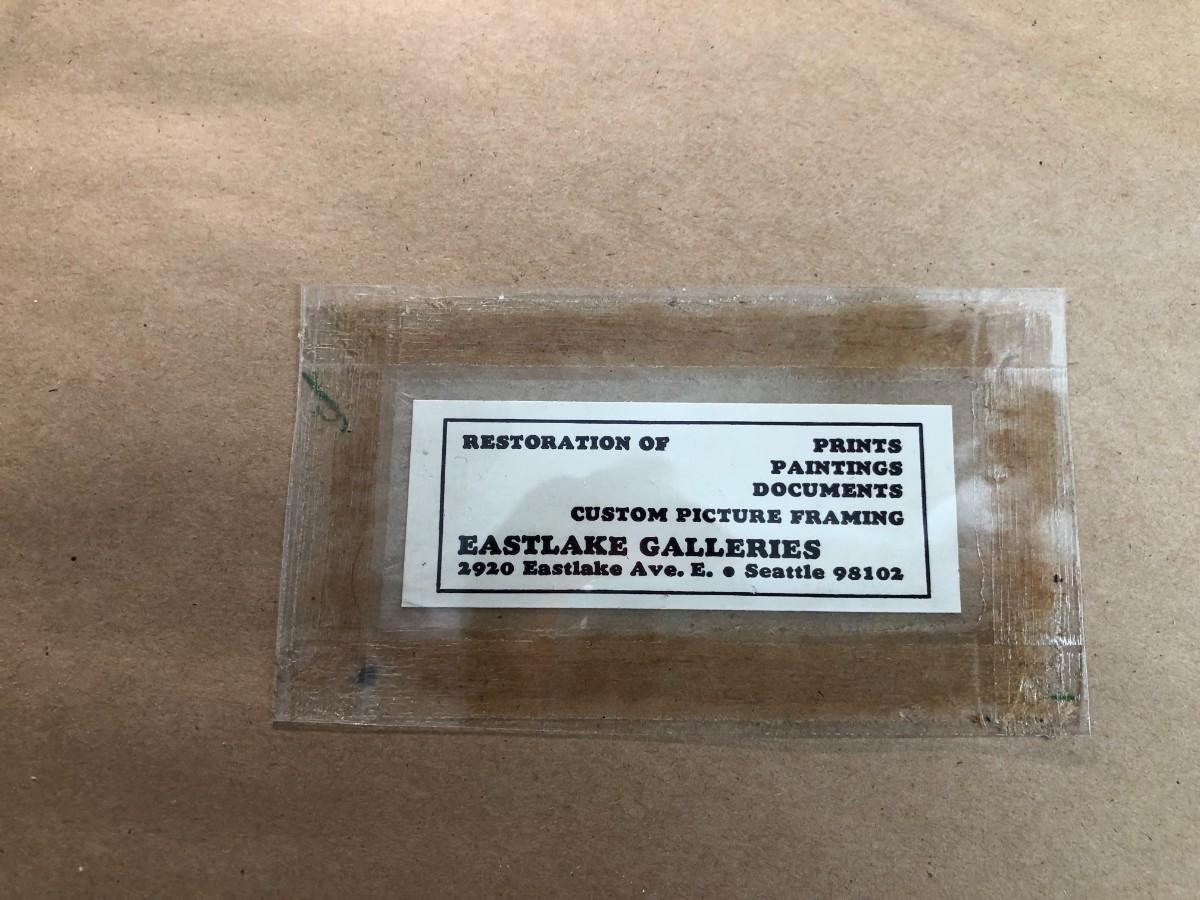 RESTORATION OF PRINTS
PAINTINGS
DOCUMENTS
CUSTOM PICTURE FRAMING
EASTLAKE GALLERIES
2920 Eastlake Ave. E. • Seattle 98102